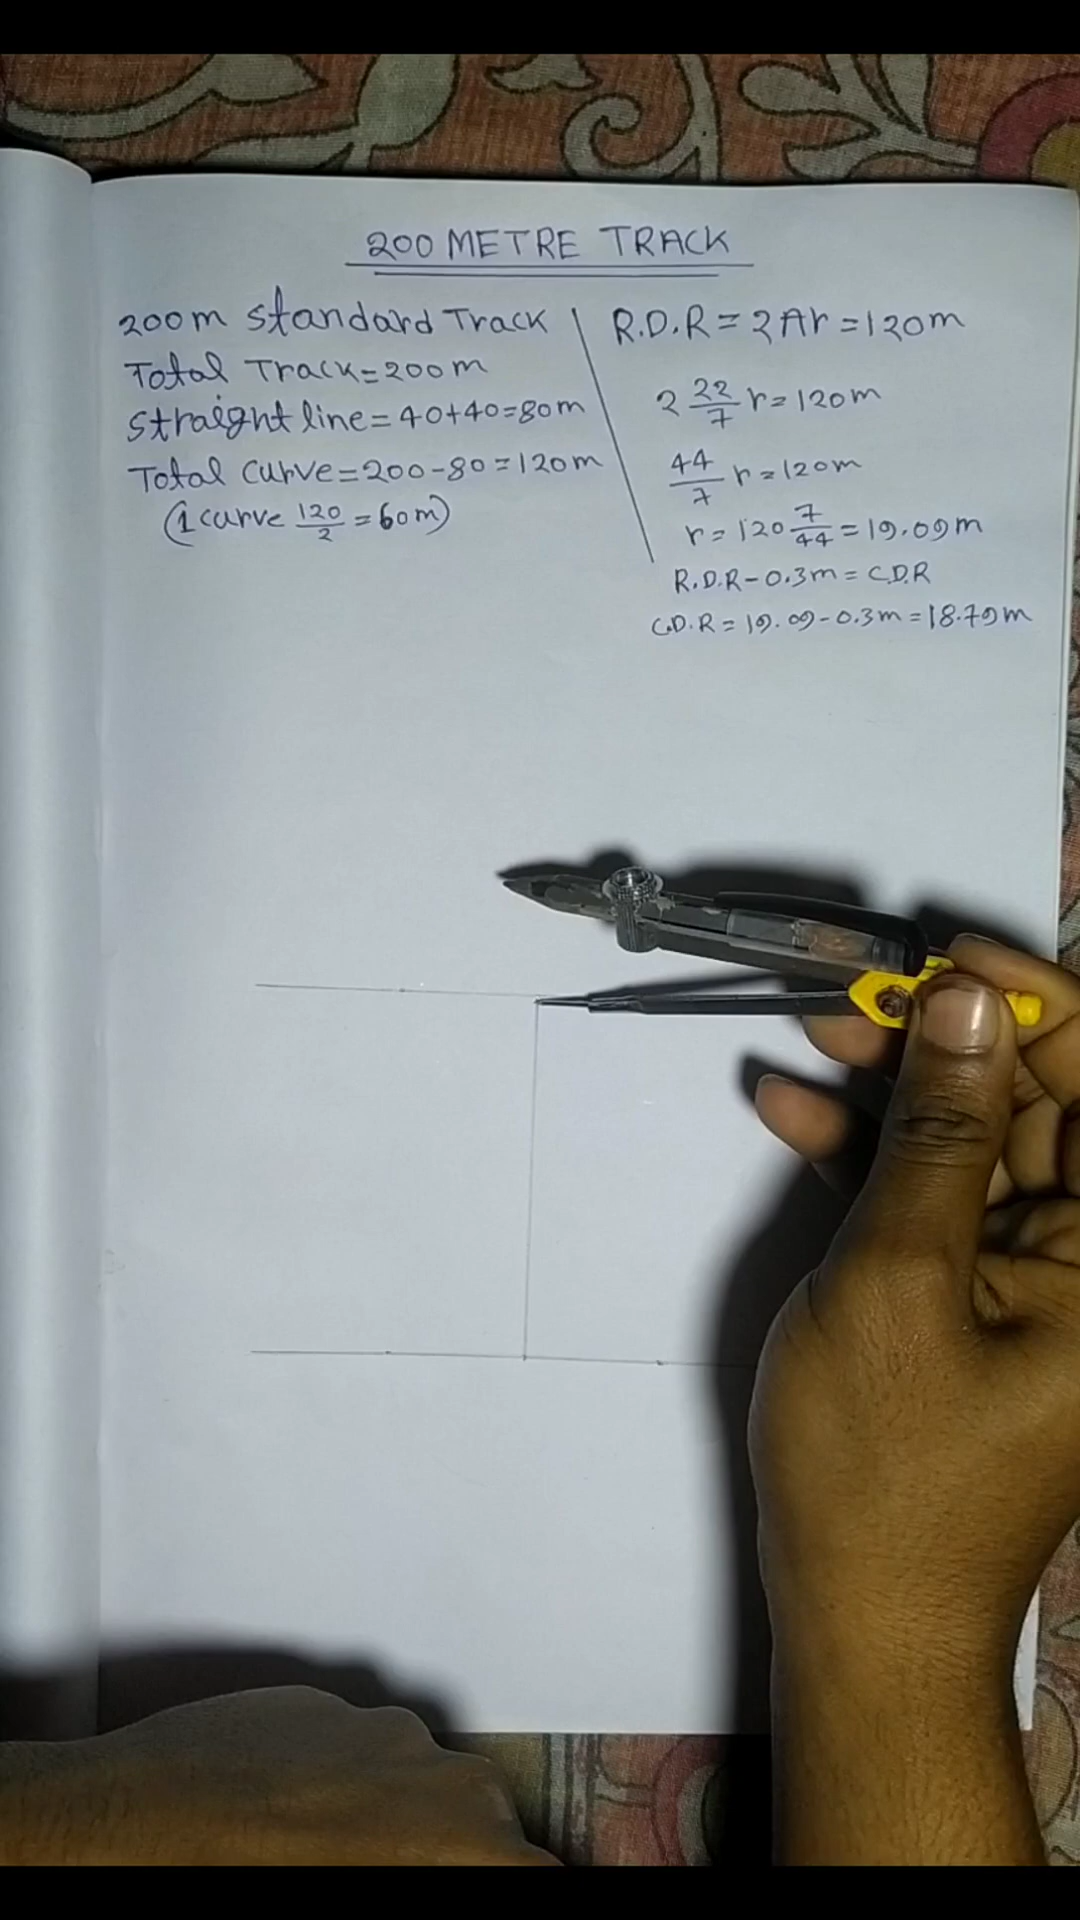 200 METRE TRACK
200m Standard Track
Total Track=200m
Straight line=40+40=80m
Total Curve=200-80=120m
(1 curve 120/2=60m)
R.D.R=2πr=120m
2 22/7 r=120m
44/7 r=120m
r=120 7/44=19.09m
R.D.R-0.3m=C.D.R
C.D.R=19.09-0.3m=18.79m